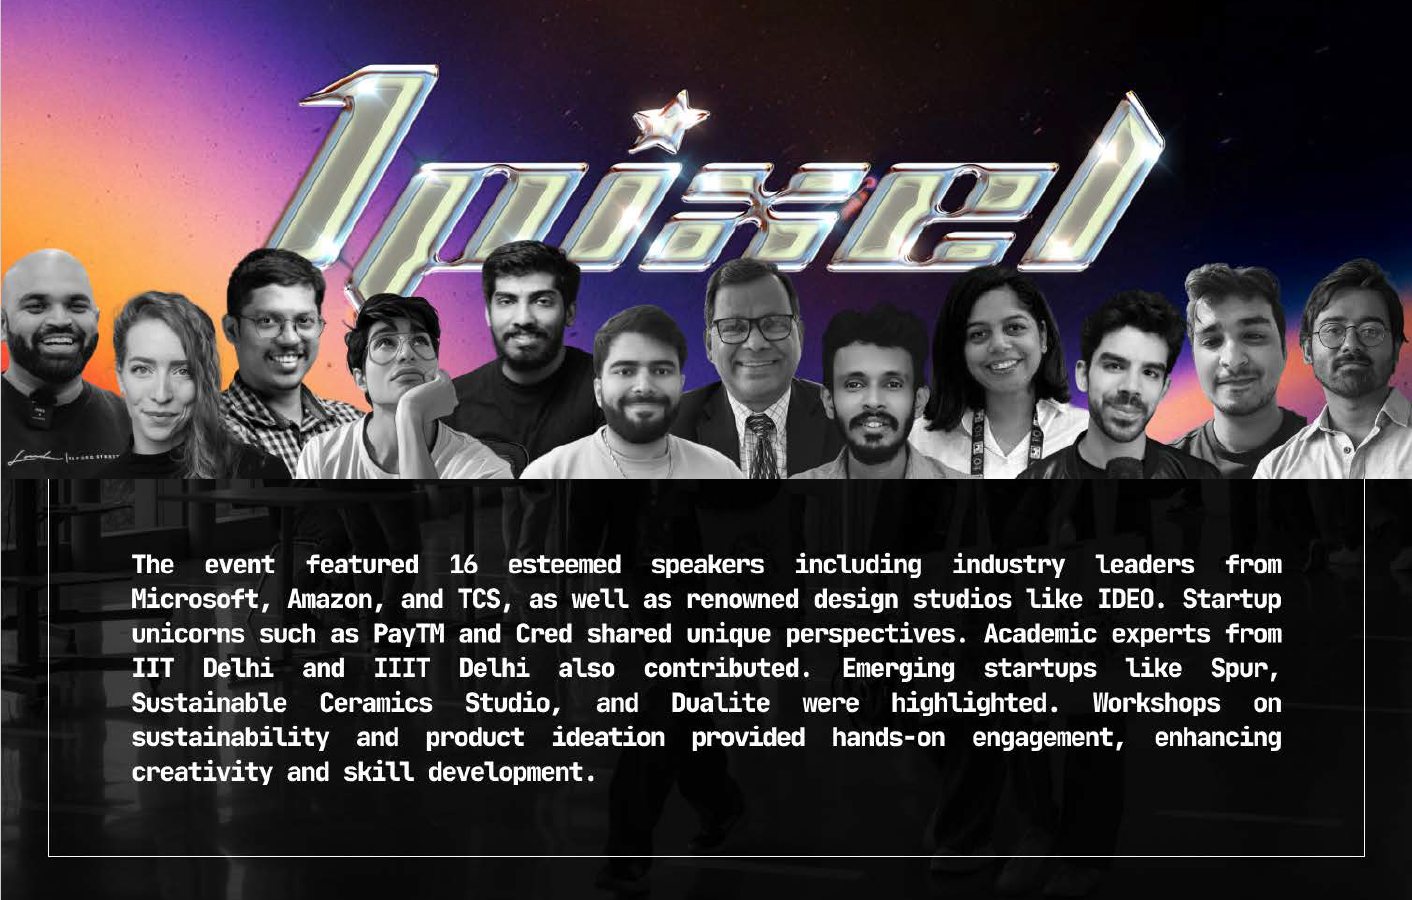 1pixel
The event featured 16 esteemed speakers including industry leaders from
Microsoft, Amazon, and TCS, as well as renowned design studios like IDEO. Startup
unicorns such as PayTM and Cred shared unique perspectives. Academic experts from
IIT Delhi and IIIT Delhi also contributed. Emerging startups like Spur,
Sustainable Ceramics Studio, and Dualite were highlighted. Workshops on
sustainability and product ideation provided hands-on engagement, enhancing
creativity and skill development.